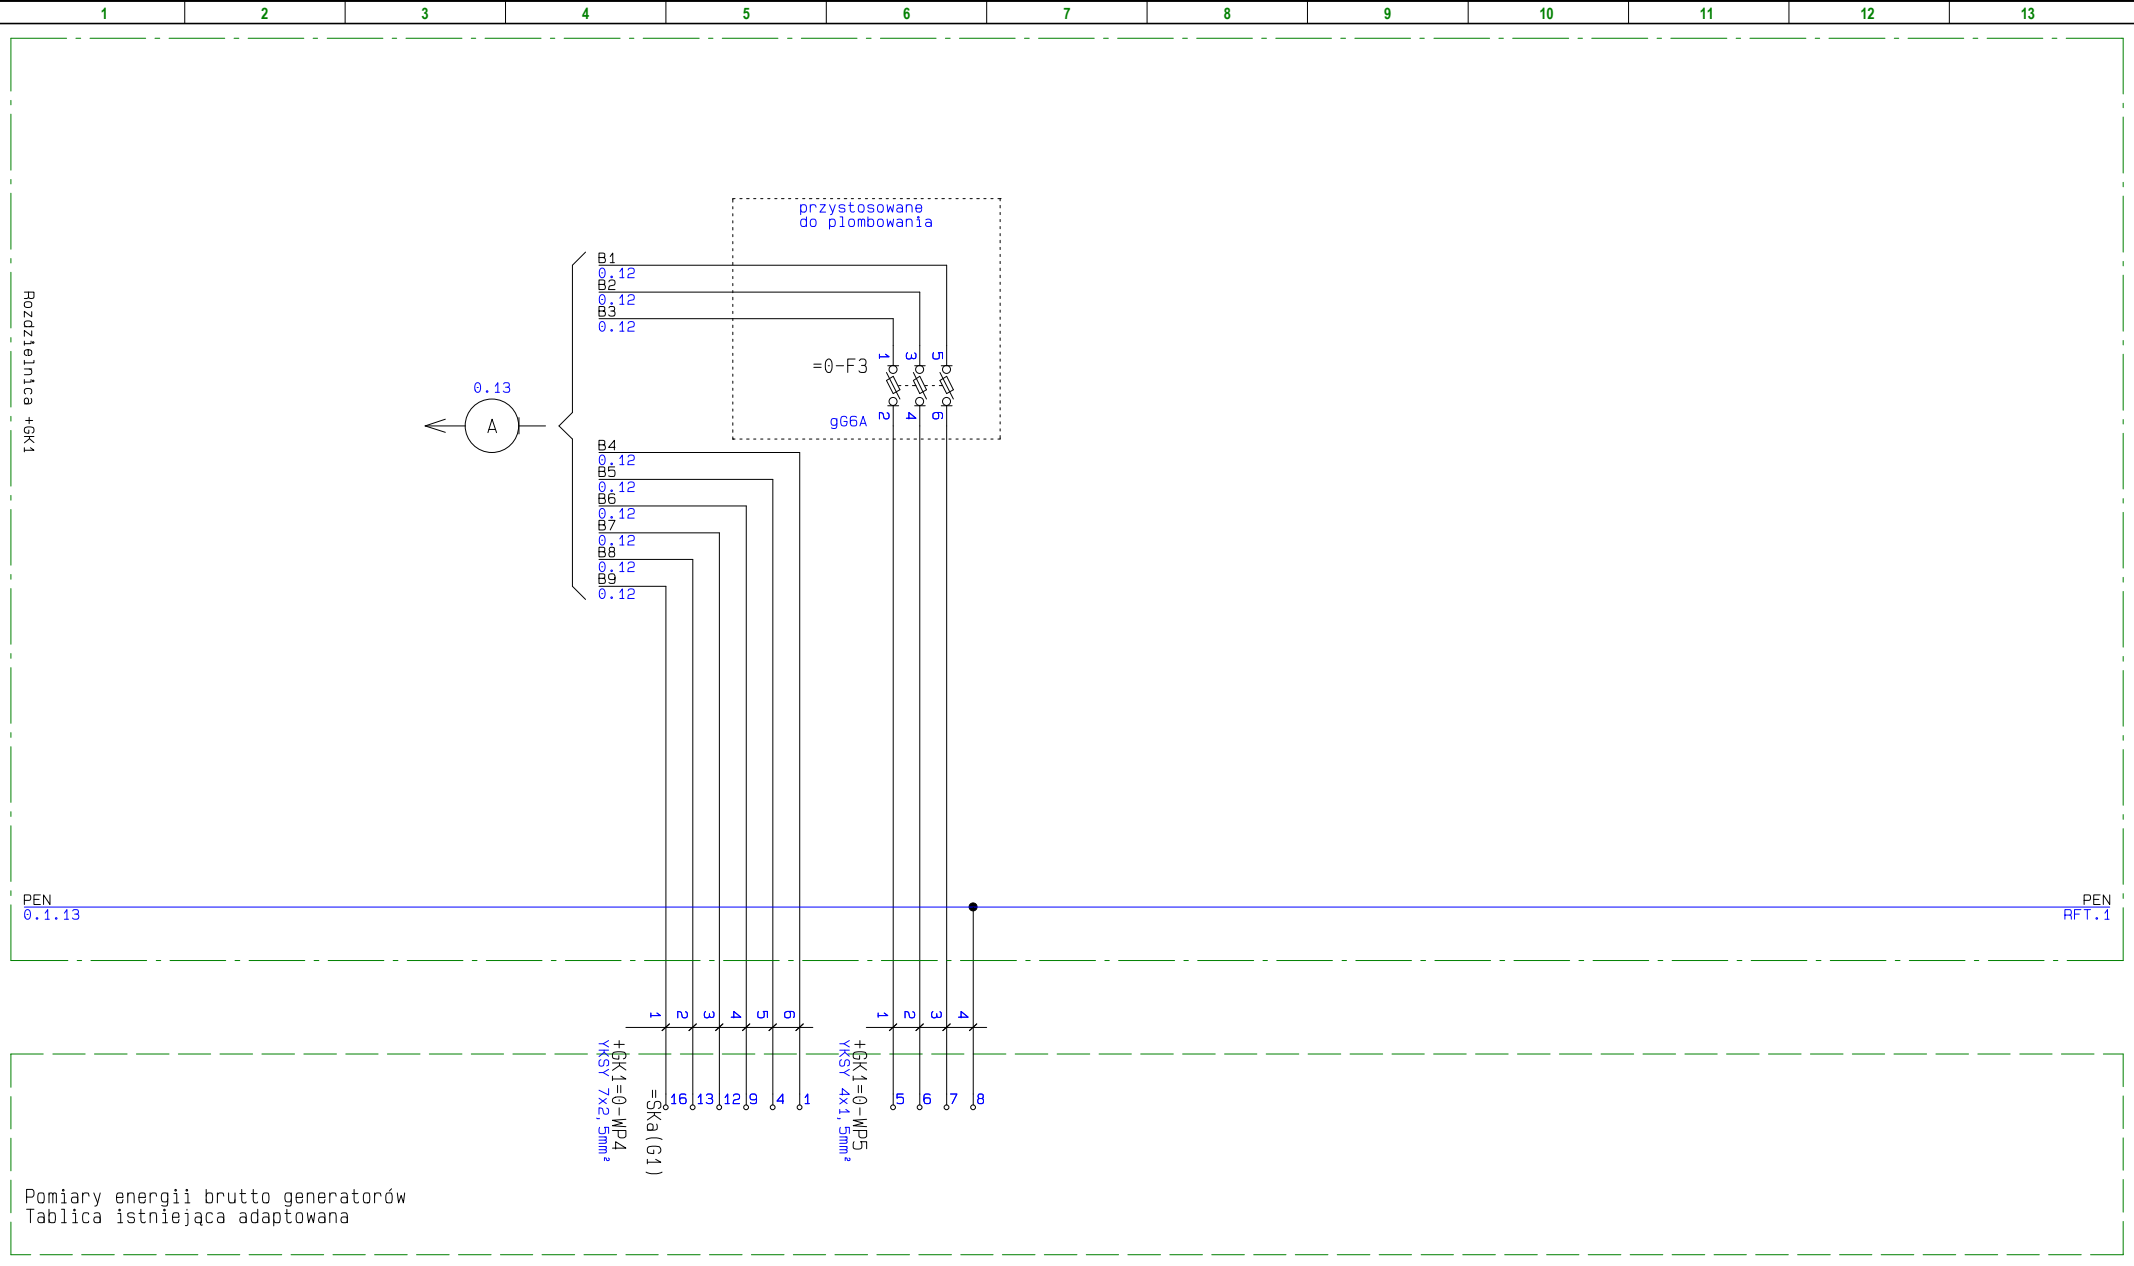 1 2 3 4 5 6 7 8 9 10 11 12 13
przystosowane
do plombowania
B1
0.12
B2
0.12
B3
0.12
Rozdzielnica +GK1
1 3 5
=0-F3
0.13
A
2 4 6
gG6A
B4
0.12
B5
0.12
B6
0.12
B7
0.12
B8
0.12
B9
0.12
PEN
0.1.13
PEN
RFT.1
1 2 3 4 5 6
1 2 3 4
+GK1=0-WP4
YKSY 7x2,5mm²
=SKa(G1)
16 13 12 9 4 1
+GK1=0-WP5
YKSY 4x1,5mm²
5 6 7 8
Pomiary energii brutto generatorów
Tablica istniejąca adaptowana